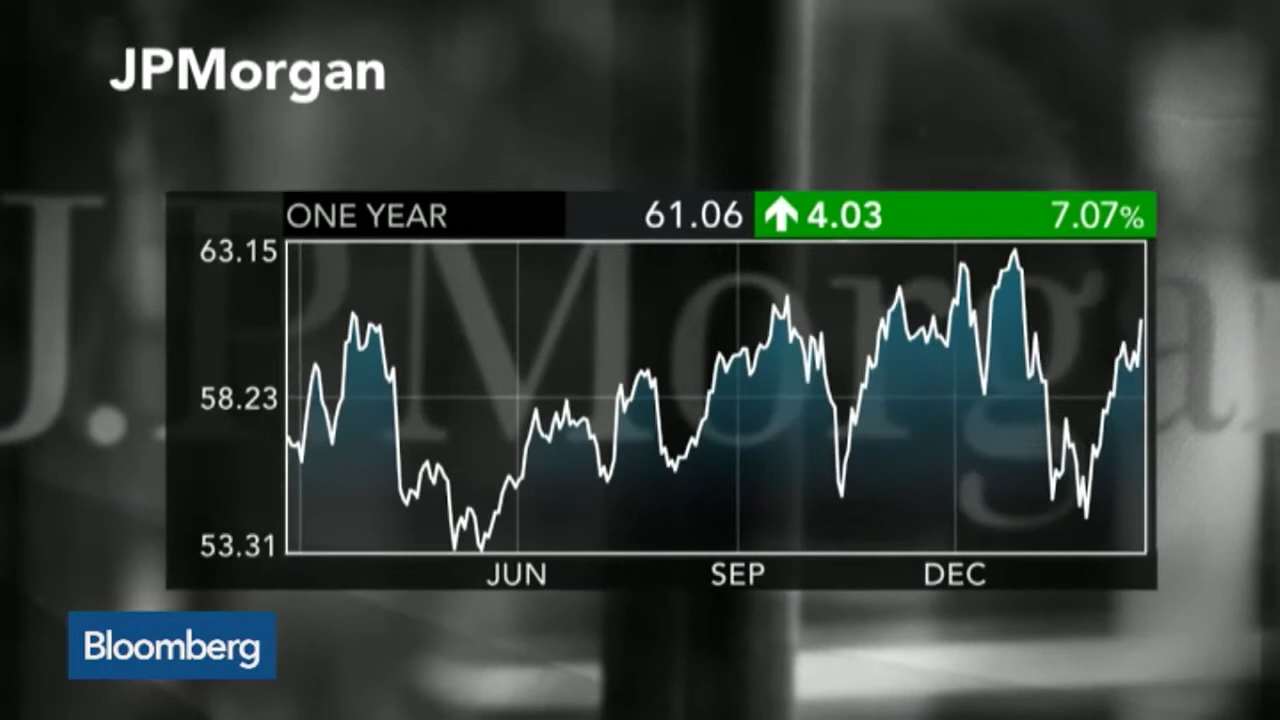 JPMorgan
ONE YEAR 61.06 4.03 7.07%
63.15
58.23
53.31
JUN SEP DEC
J.P.Morga
Bloomberg